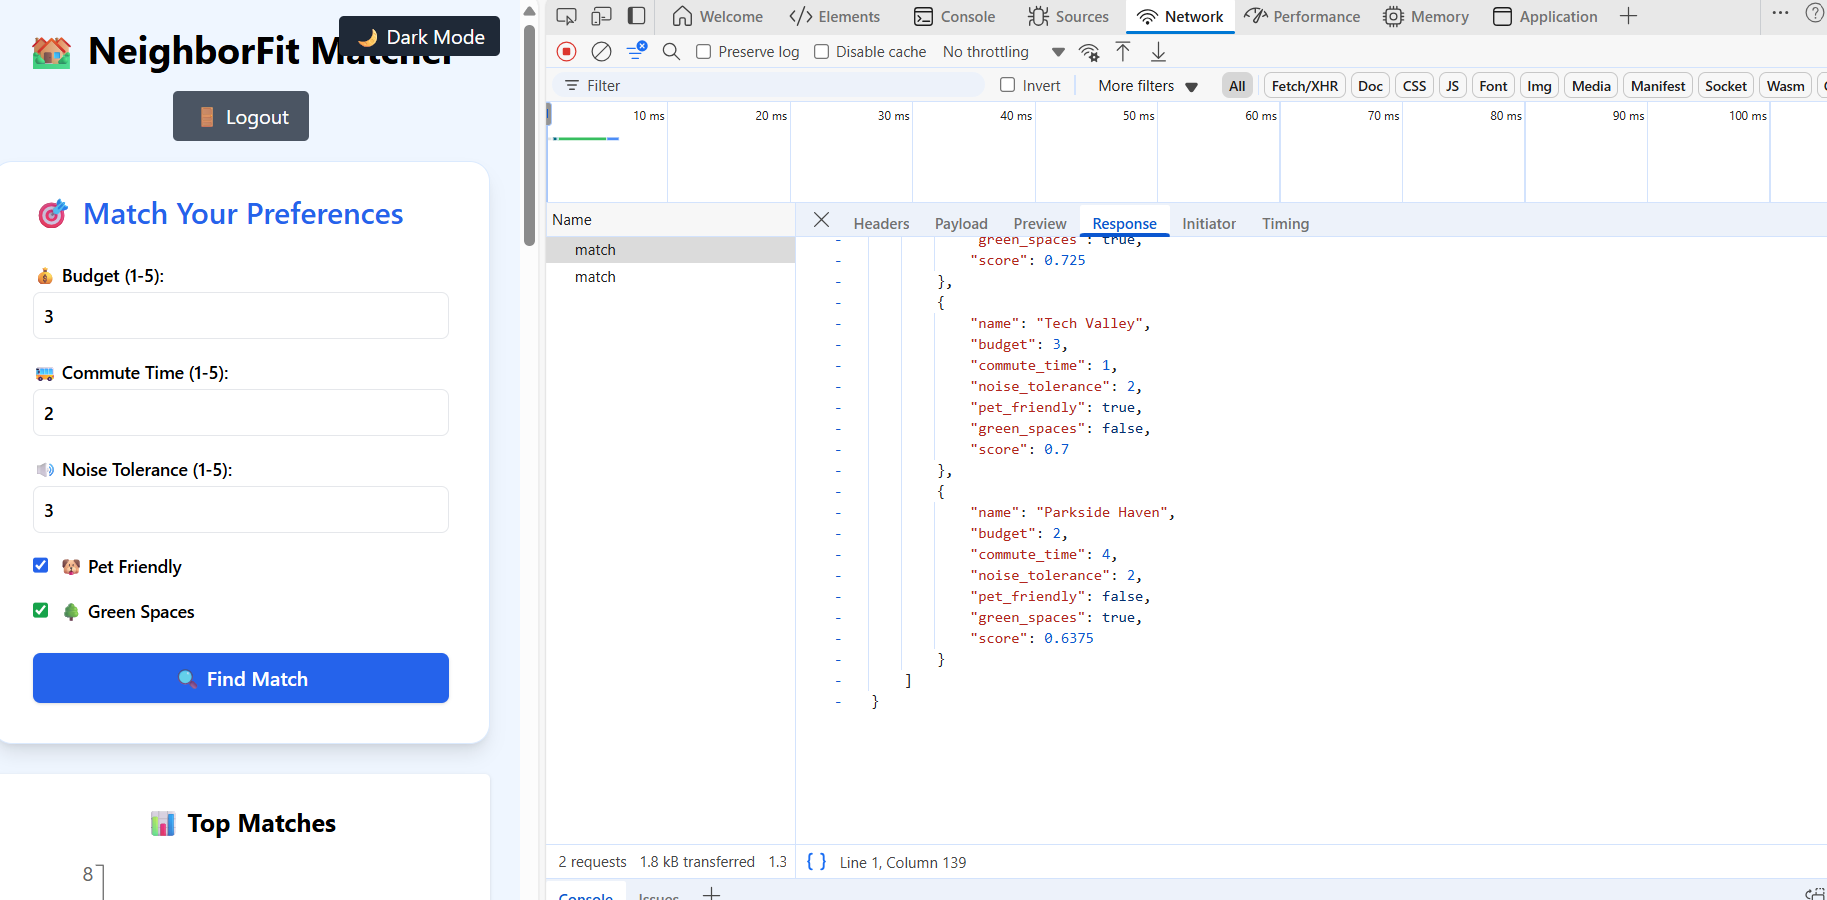 NeighborFit Matcher
Dark Mode
Logout
Match Your Preferences
Budget (1-5):
3
Commute Time (1-5):
2
Noise Tolerance (1-5):
3
Pet Friendly
Green Spaces
Find Match
Top Matches
8
Welcome Elements Console Sources Network Performance Memory Application
Preserve log Disable cache No throttling
Filter Invert More filters All Fetch/XHR Doc CSS JS Font Img Media Manifest Socket Wasm
10 ms 20 ms 30 ms 40 ms 50 ms 60 ms 70 ms 80 ms 90 ms 100 ms
Name
match
match
Headers Payload Preview Response Initiator Timing
- "green_spaces": true,
- "score": 0.725
- },
- {
- "name": "Tech Valley",
- "budget": 3,
- "commute_time": 1,
- "noise_tolerance": 2,
- "pet_friendly": true,
- "green_spaces": false,
- "score": 0.7
- },
- {
- "name": "Parkside Haven",
- "budget": 2,
- "commute_time": 4,
- "noise_tolerance": 2,
- "pet_friendly": false,
- "green_spaces": true,
- "score": 0.6375
- }
- ]
- }
2 requests 1.8 kB transferred 1.3
{ } Line 1, Column 139
Console Issues